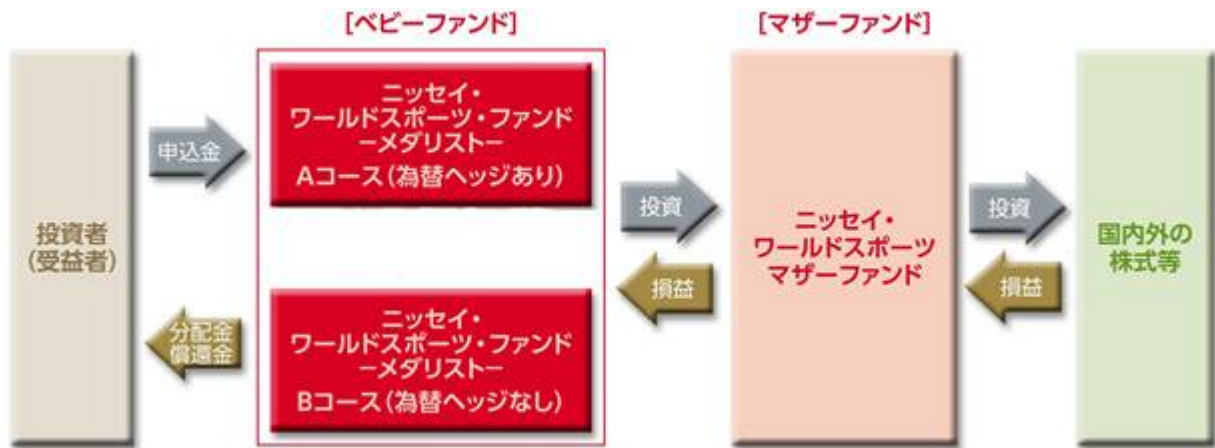 [ベビーファンド]
[マザーファンド]
投資者
(受益者)
申込金
分配金
償還金
ニッセイ・
ワールドスポーツ・ファンド
ーメダリストー
Aコース(為替ヘッジあり)
ニッセイ・
ワールドスポーツ・ファンド
ーメダリストー
Bコース(為替ヘッジなし)
投資
損益
ニッセイ・
ワールドスポーツ
マザーファンド
投資
損益
国内外の
株式等